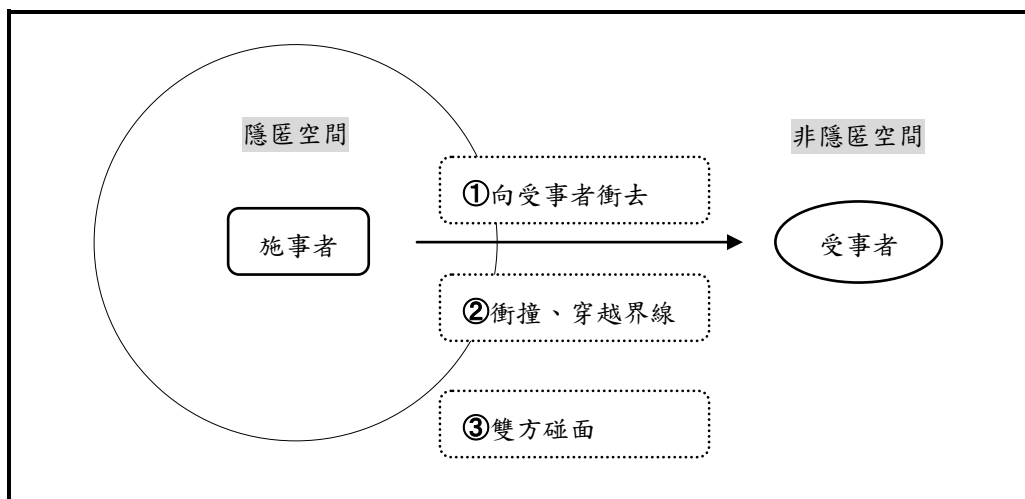 隱匿空間
非隱匿空間
①向受事者衝去
施事者
受事者
②衝撞、穿越界線
③雙方碰面